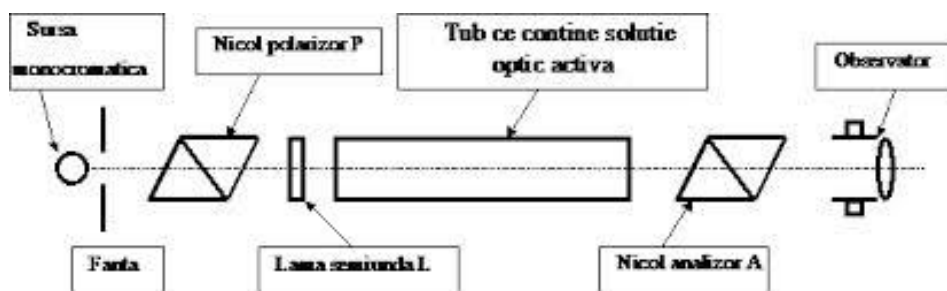 Sursa
monocromatica
Nicol polarizor P
Tub ce contine solutie
optic activa
Observator
Fanta
Lama semiunda L
Nicol analizor A